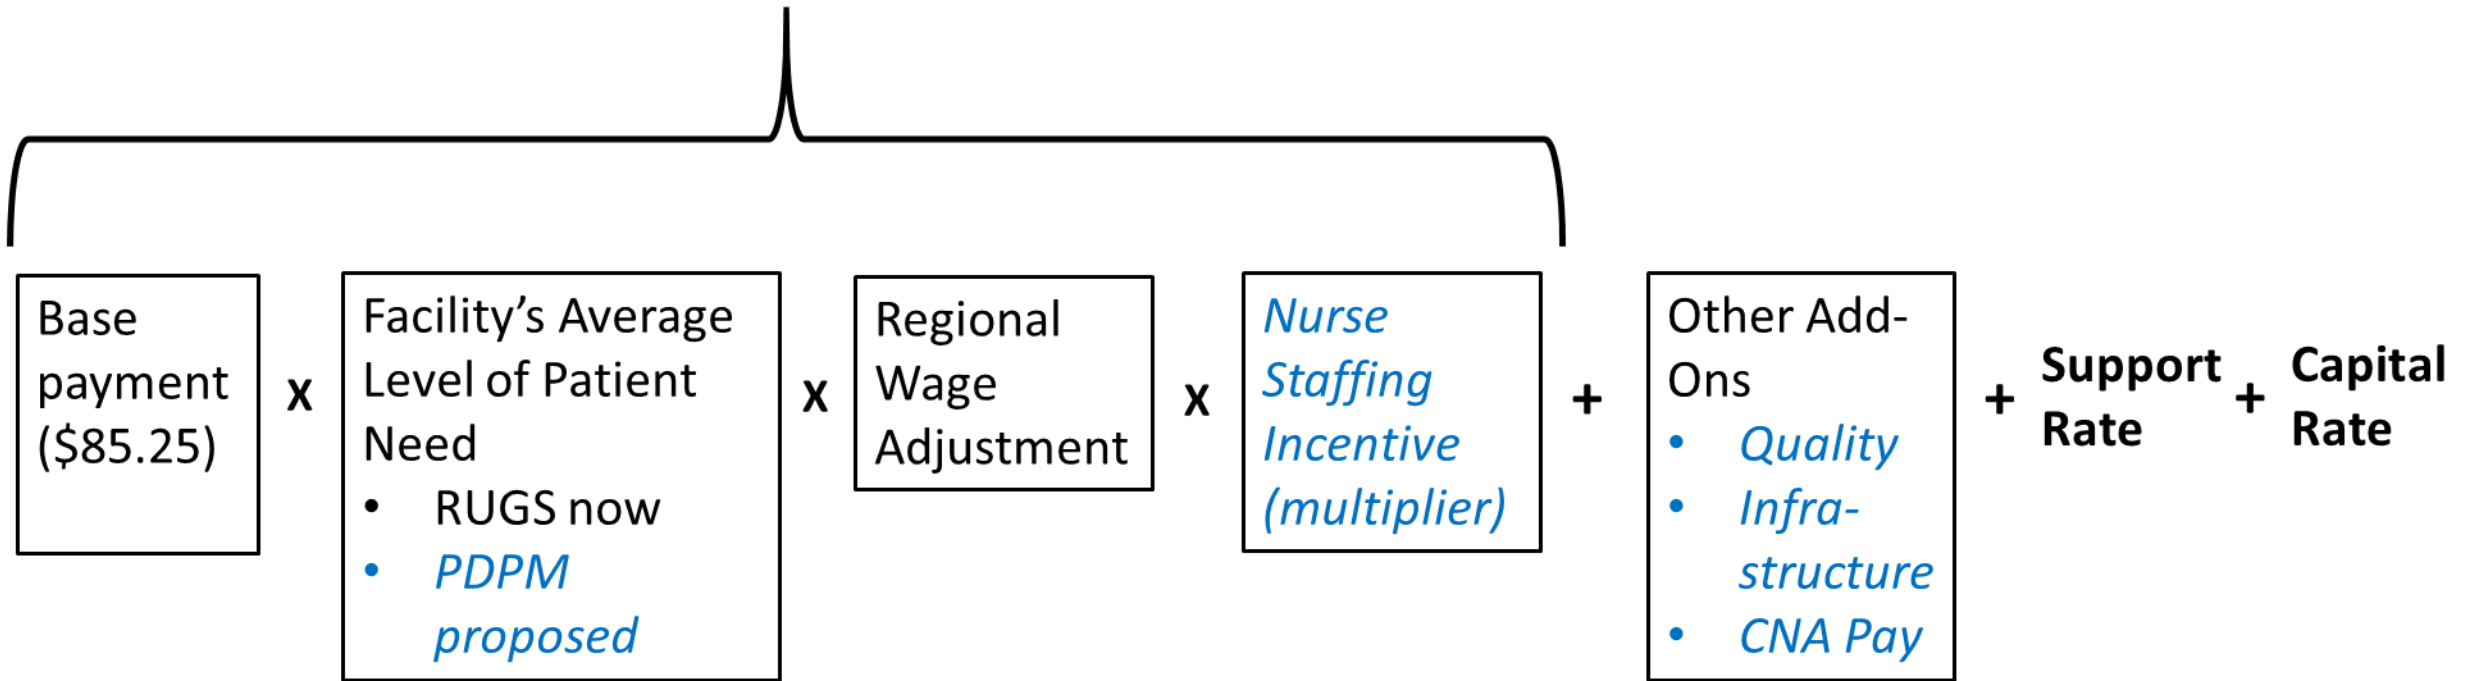 Base
payment
($85.25)
X
Facility’s Average
Level of Patient
Need
• RUGS now
• PDPM
proposed
X
Regional
Wage
Adjustment
X
Nurse
Staffing
Incentive
(multiplier)
+
Other Add-
Ons
• Quality
• Infra-
structure
• CNA Pay
+
Support
Rate
+
Capital
Rate